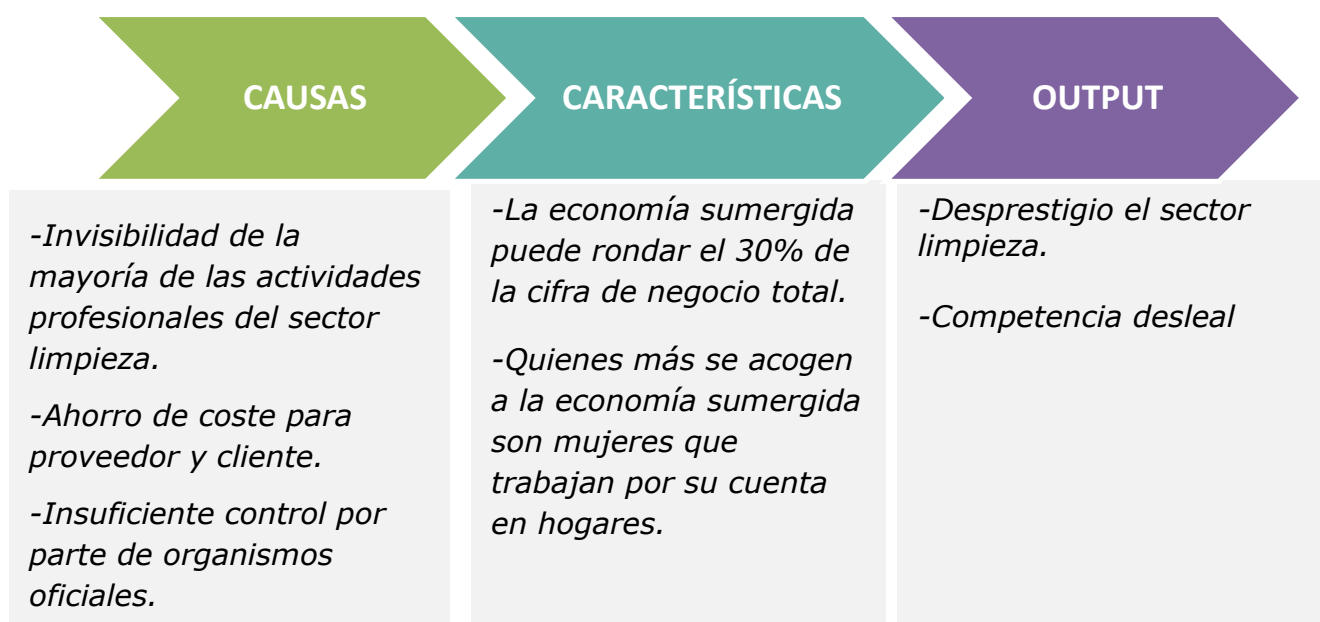 CAUSAS
CARACTERÍSTICAS
OUTPUT
-Invisibilidad de la
mayoría de las actividades
profesionales del sector
limpieza.
-Ahorro de coste para
proveedor y cliente.
-Insuficiente control por
parte de organismos
oficiales.
-La economía sumergida
puede rondar el 30% de
la cifra de negocio total.
-Quienes más se acogen
a la economía sumergida
son mujeres que
trabajan por su cuenta
en hogares.
-Desprestigio el sector
limpieza.
-Competencia desleal